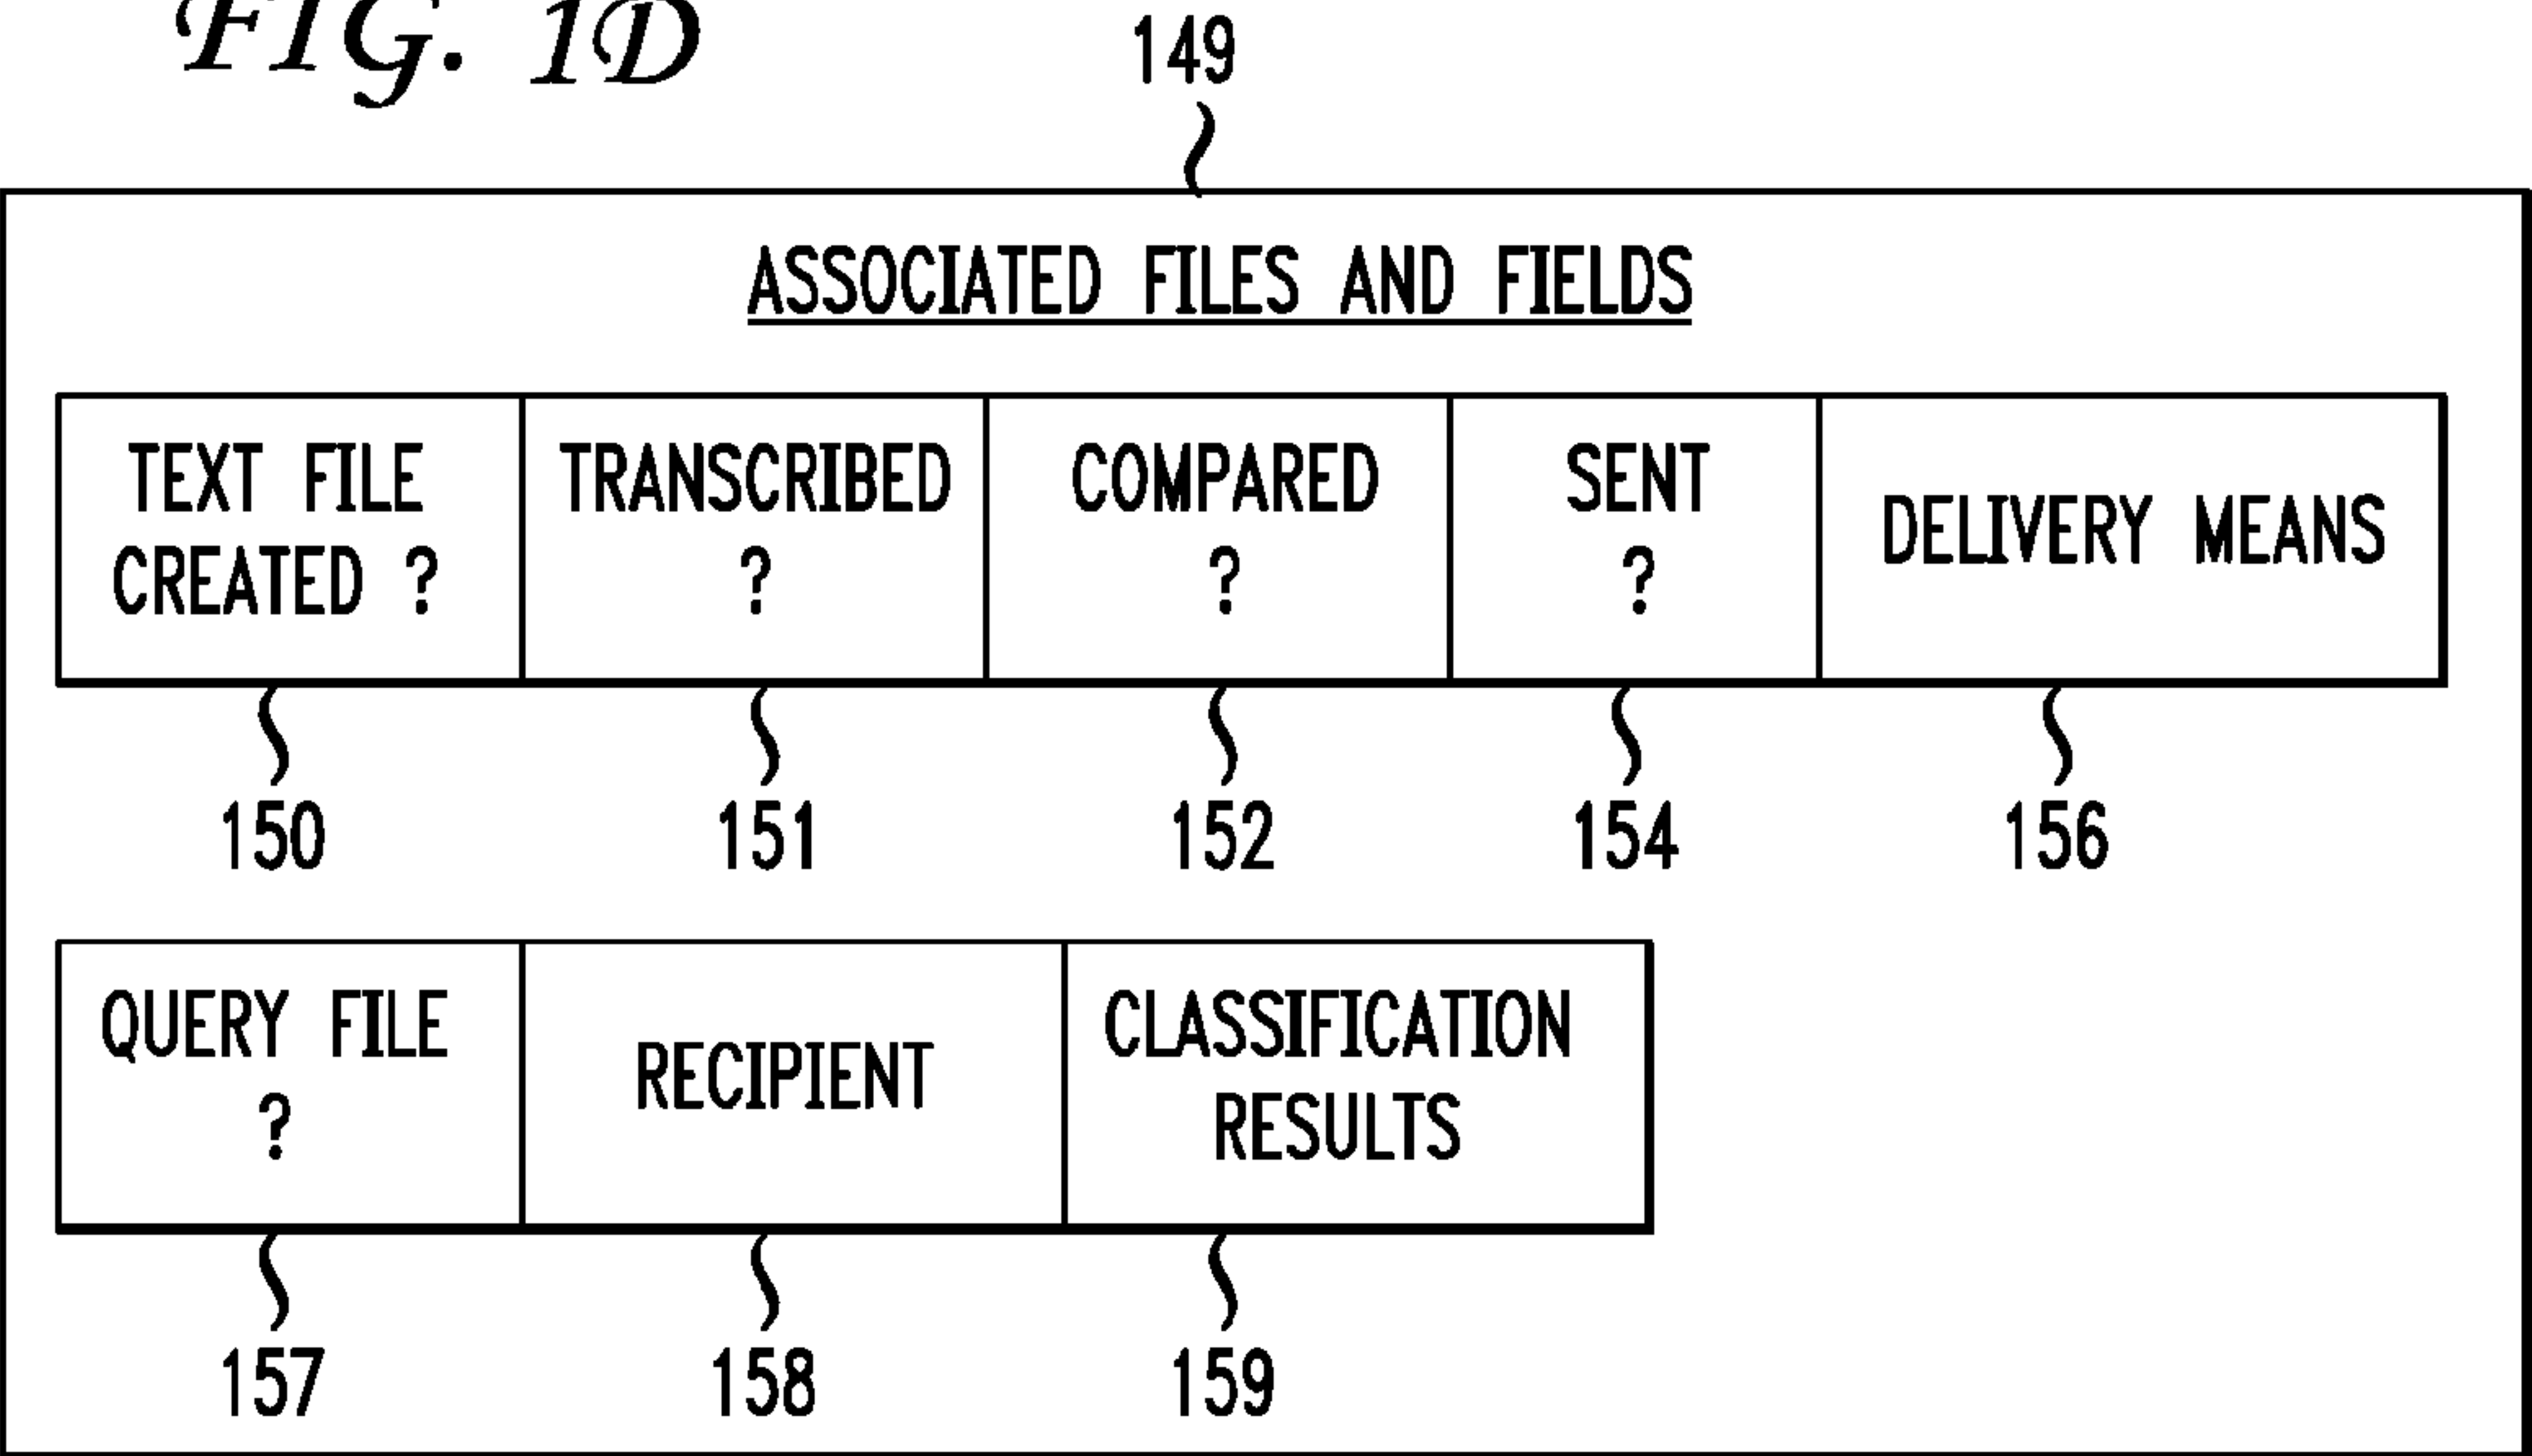 FIG. 1D
149
ASSOCIATED FILES AND FIELDS
TEXT FILE
CREATED ?
TRANSCRIBED
?
COMPARED
?
SENT
?
DELIVERY MEANS
150
151
152
154
156
QUERY FILE
?
RECIPIENT
CLASSIFICATION
RESULTS
157
158
159